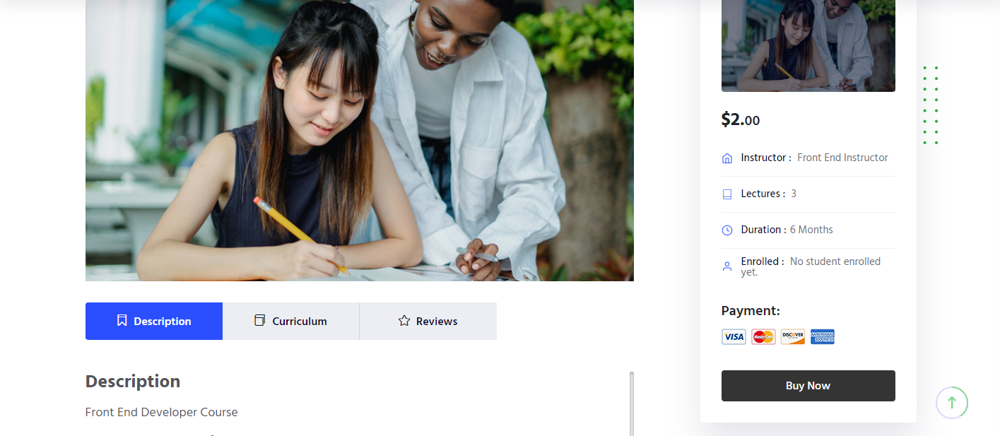 $2.00
Instructor : Front End Instructor
Lectures : 3
Duration : 6 Months
Enrolled : No student enrolled
yet.
Payment:
VISA MasterCard DISCOVER AMERICAN EXPRESS
Buy Now
Description Curriculum Reviews
Description
Front End Developer Course